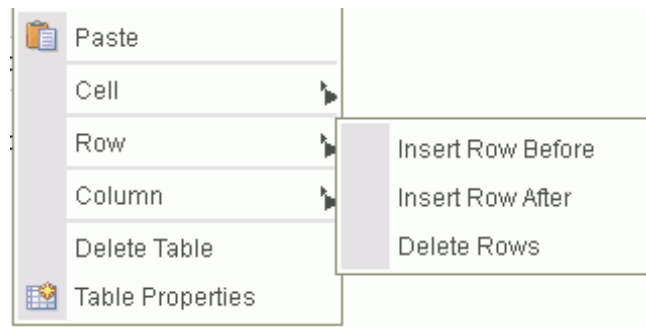 Paste
Cell
Row
Column
Delete Table
Table Properties
Insert Row Before
Insert Row After
Delete Rows